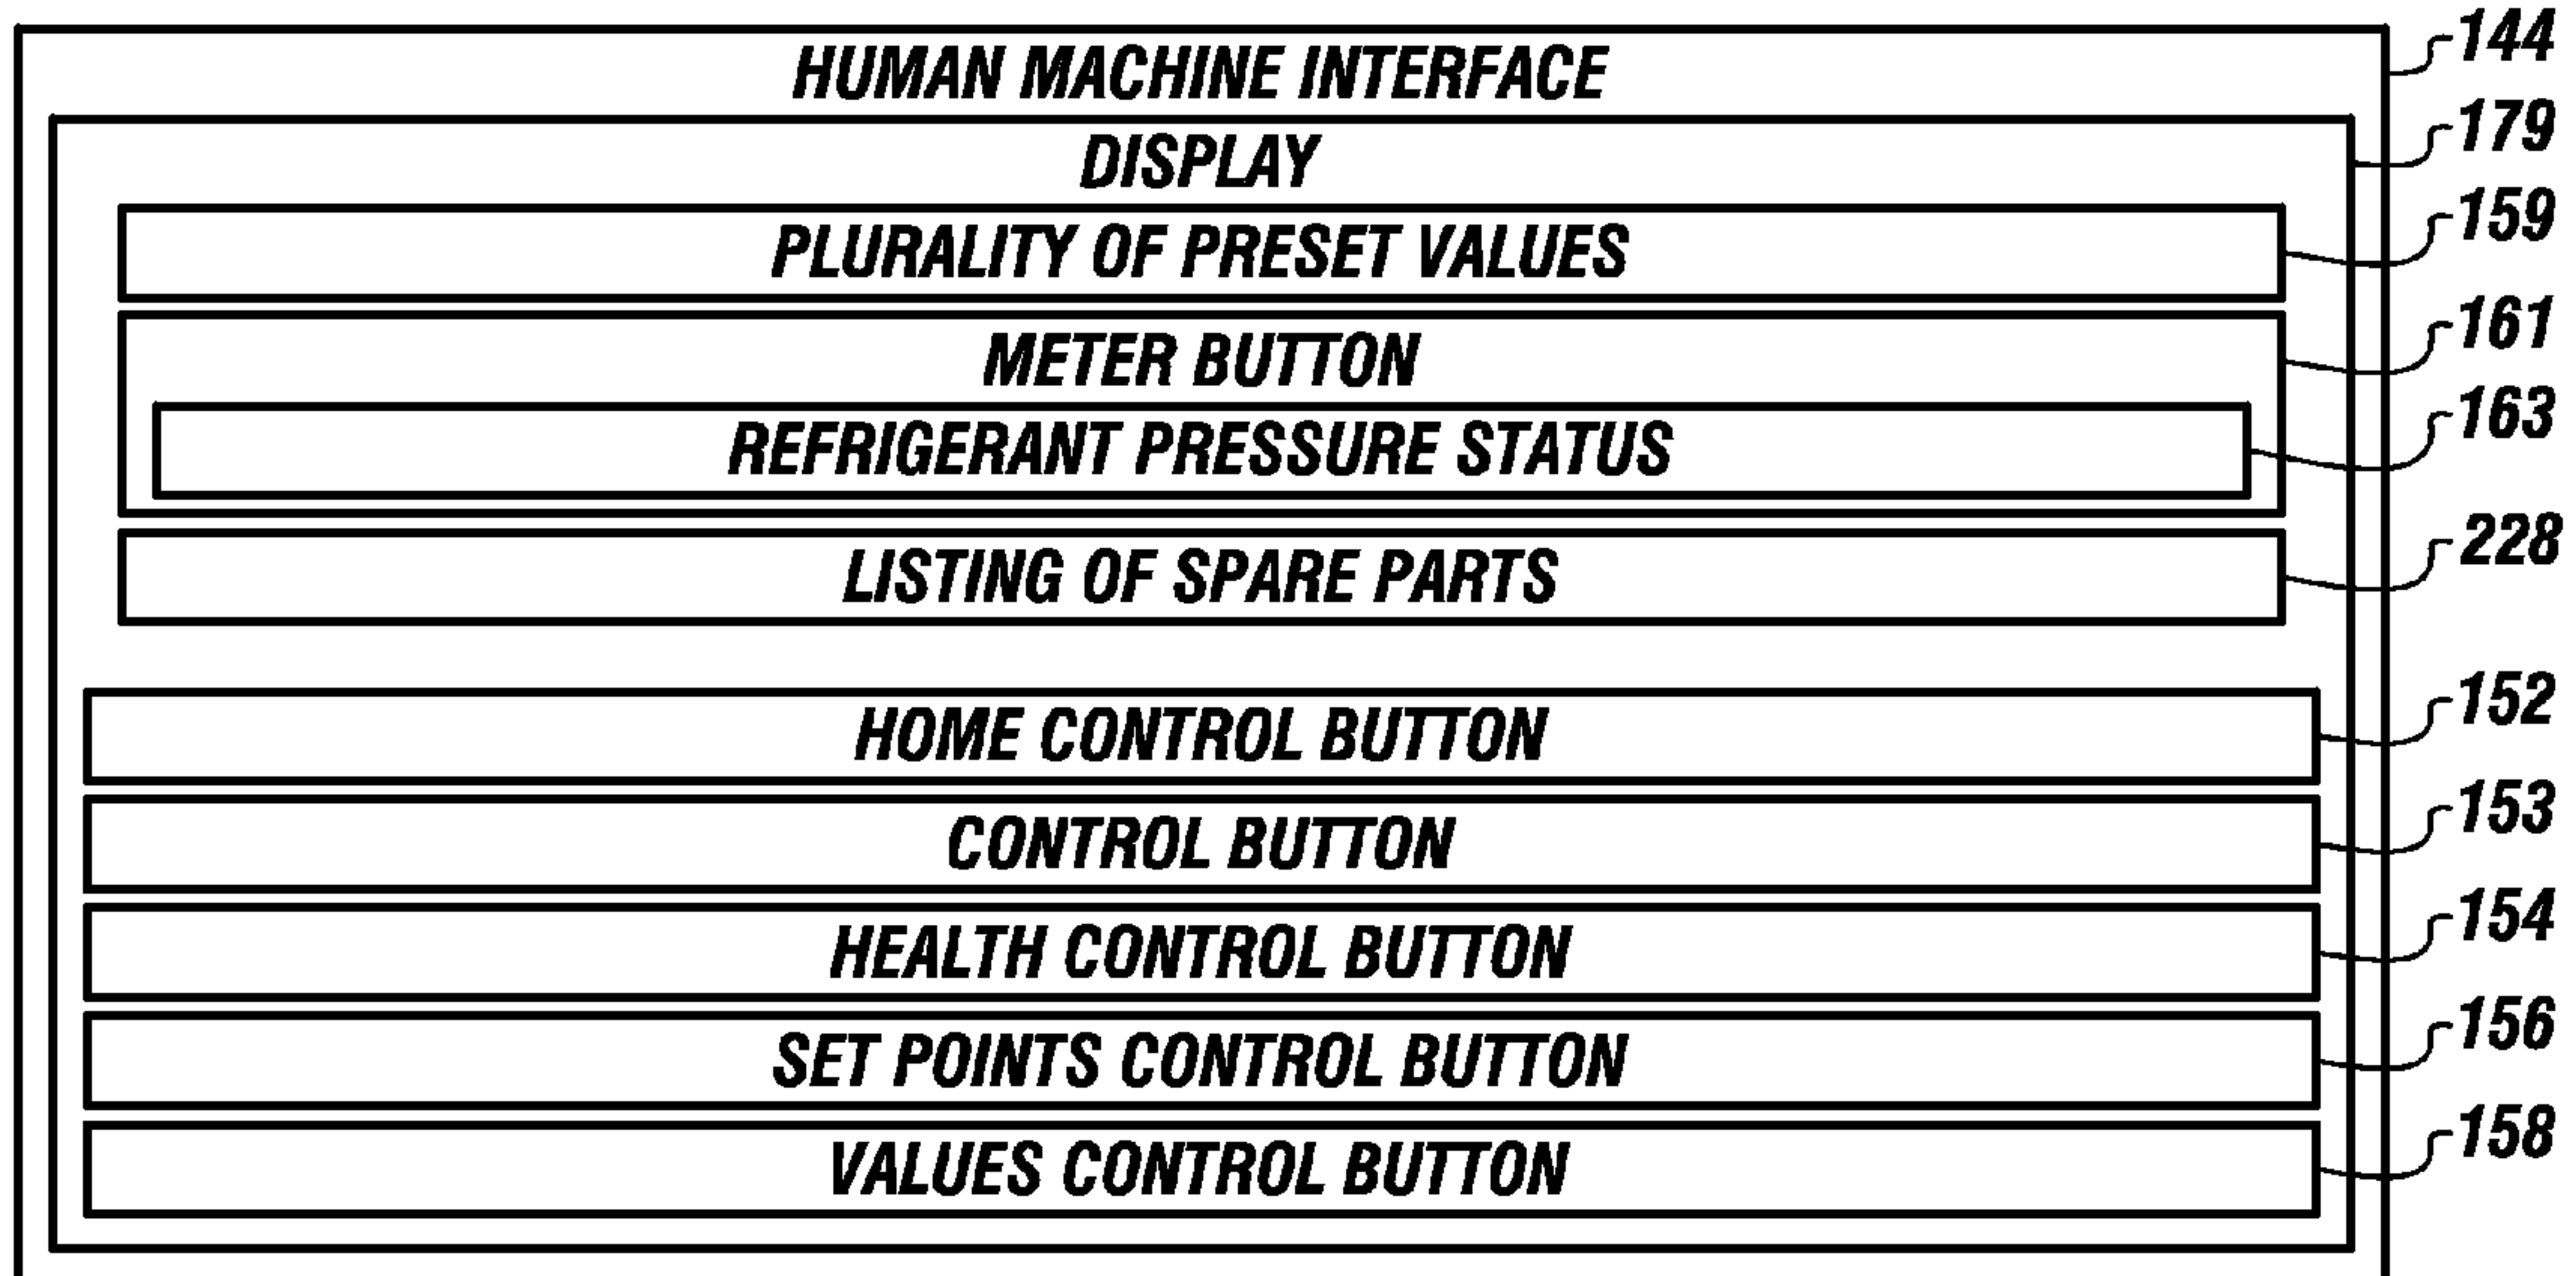 HUMAN MACHINE INTERFACE 144
DISPLAY 179
PLURALITY OF PRESET VALUES 159
METER BUTTON 161
REFRIGERANT PRESSURE STATUS 163
LISTING OF SPARE PARTS 228
HOME CONTROL BUTTON 152
CONTROL BUTTON 153
HEALTH CONTROL BUTTON 154
SET POINTS CONTROL BUTTON 156
VALUES CONTROL BUTTON 158